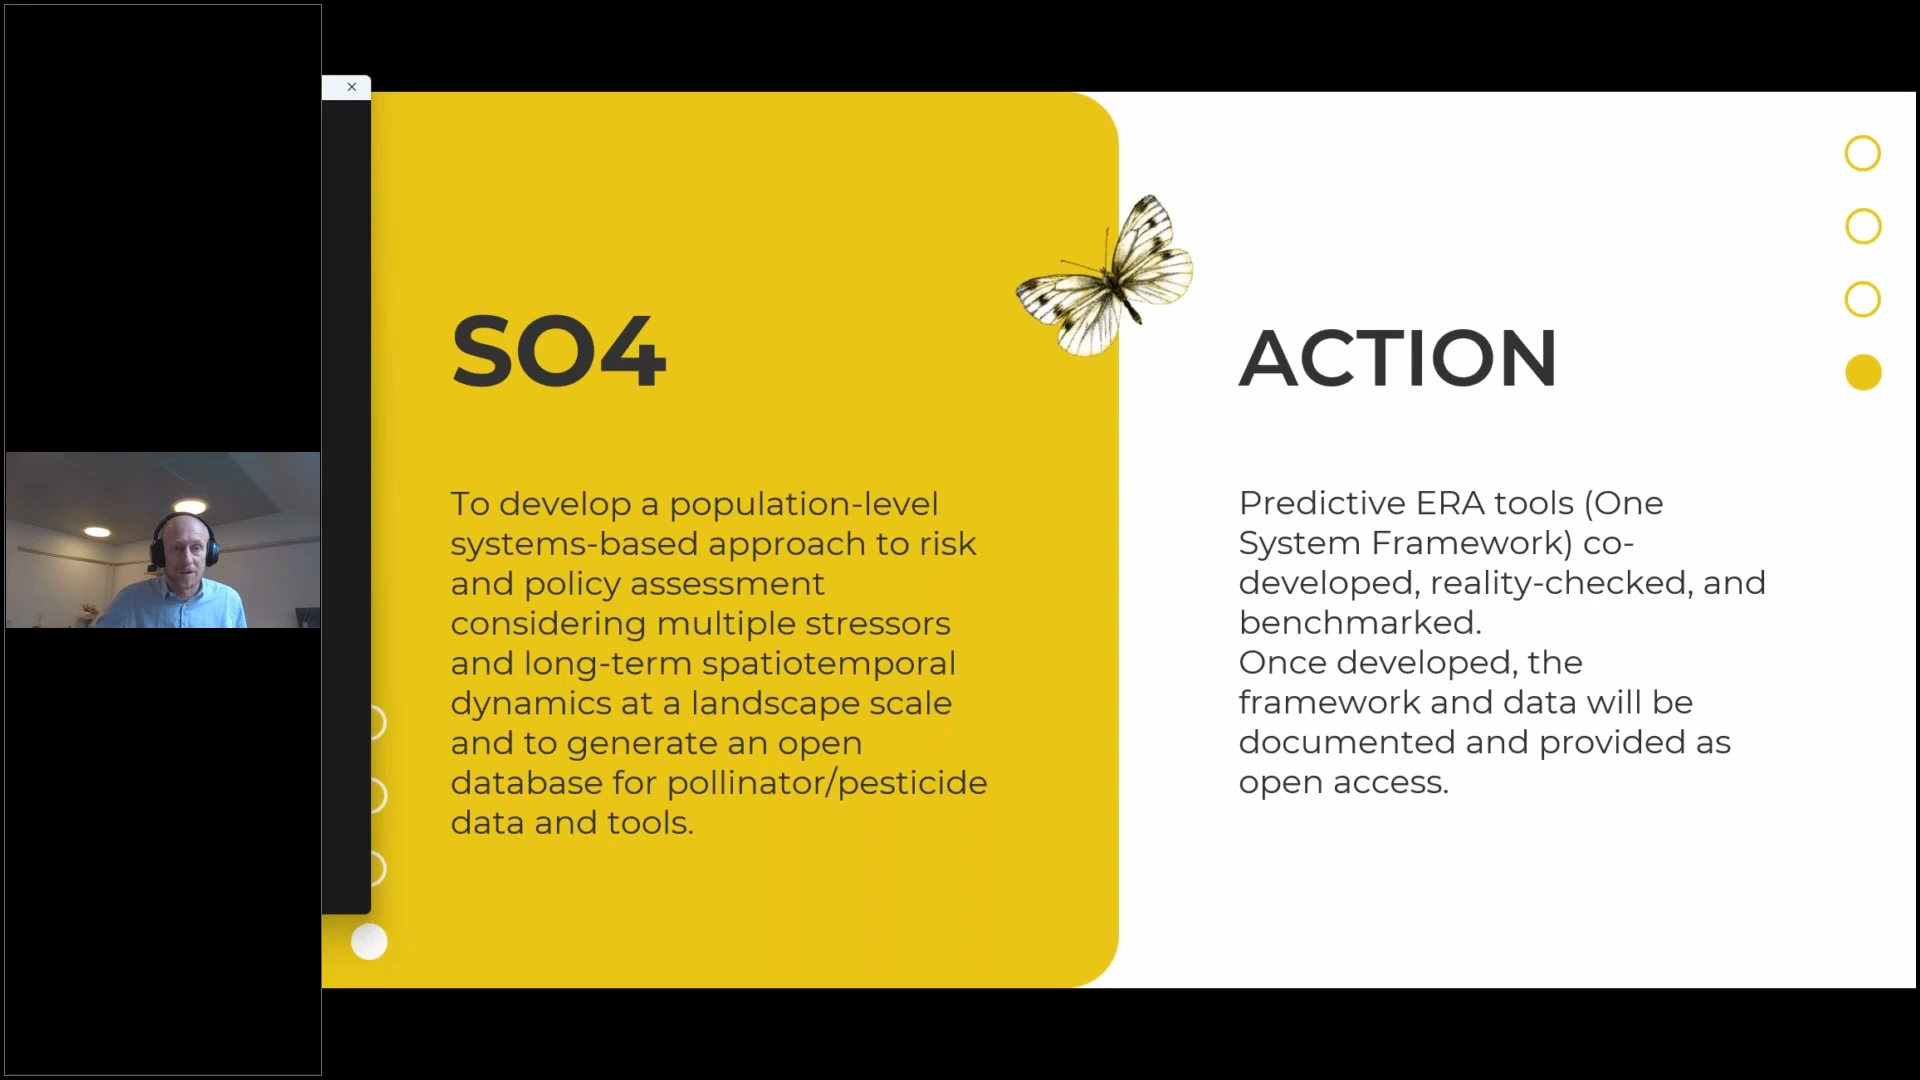 SO4
To develop a population-level
systems-based approach to risk
and policy assessment
considering multiple stressors
and long-term spatiotemporal
dynamics at a landscape scale
and to generate an open
database for pollinator/pesticide
data and tools.
ACTION
Predictive ERA tools (One
System Framework) co-
developed, reality-checked, and
benchmarked.
Once developed, the
framework and data will be
documented and provided as
open access.